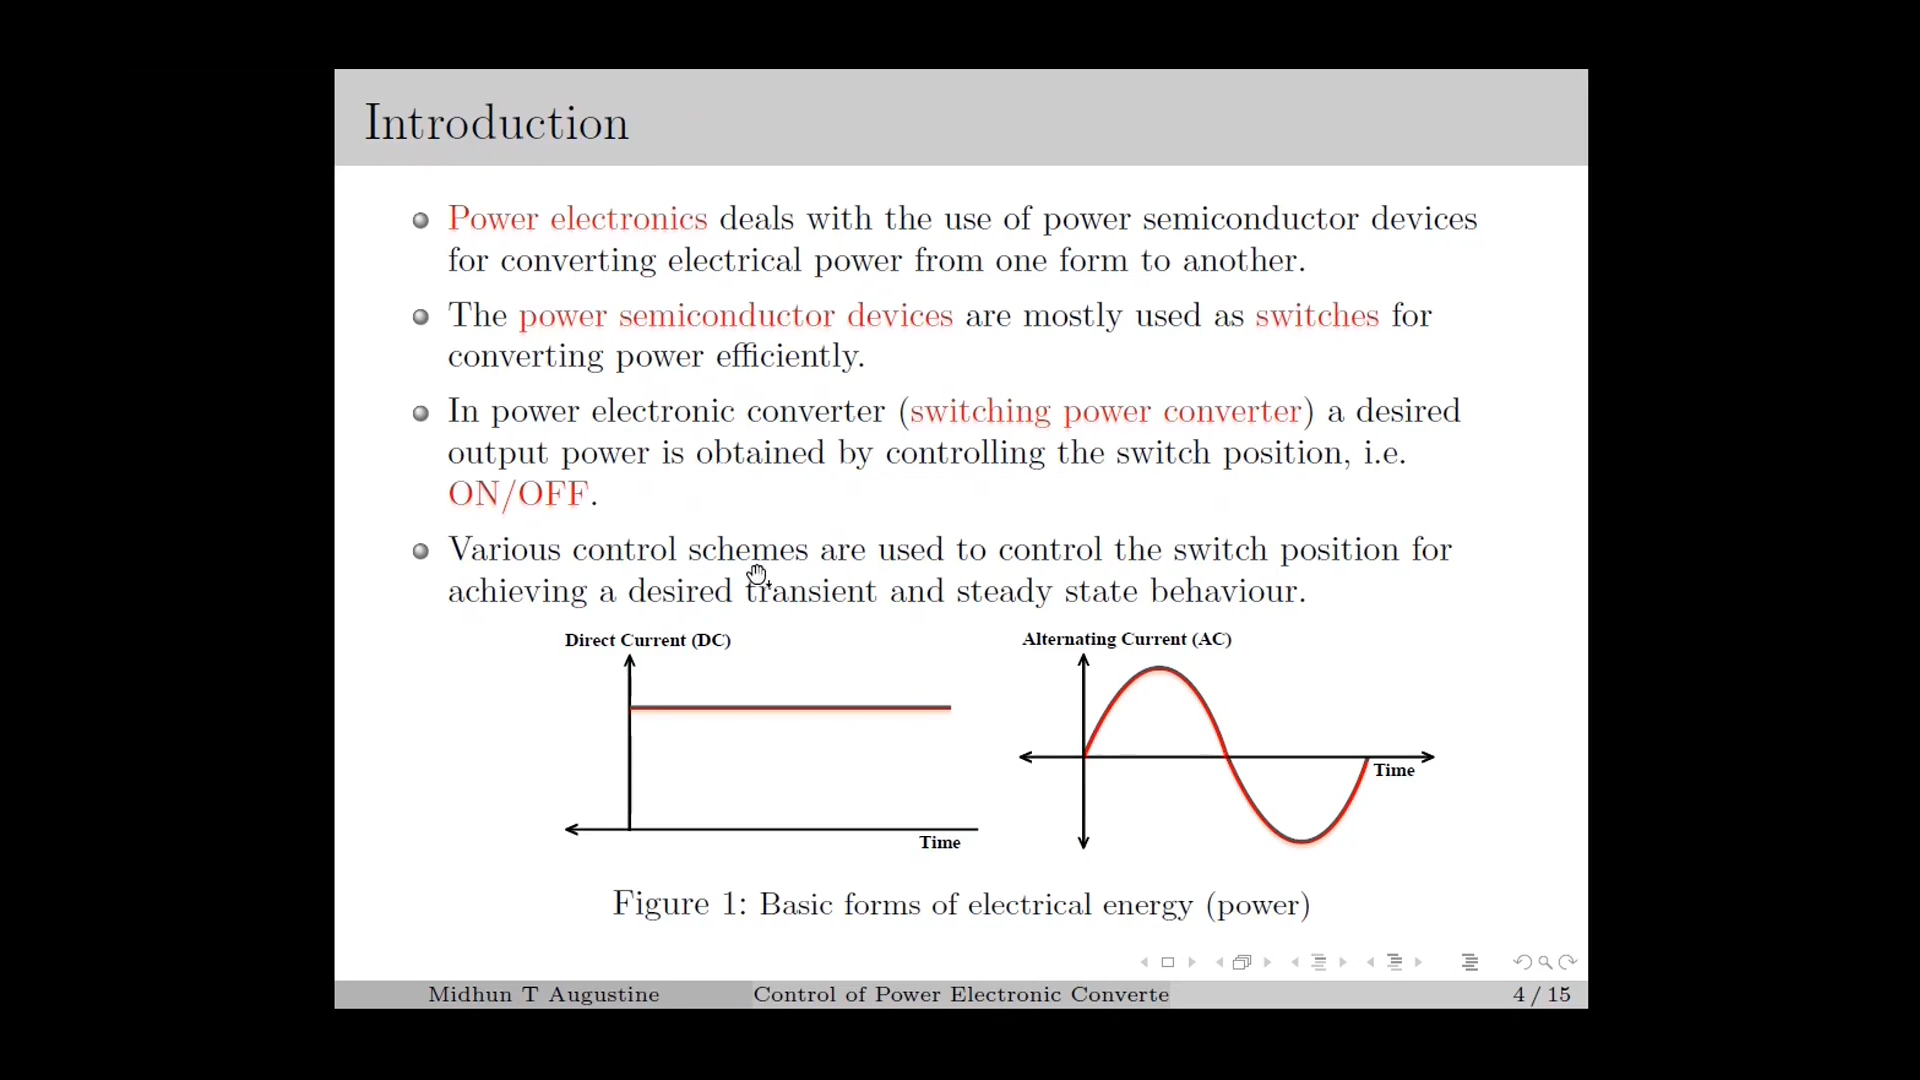 Introduction
Power electronics deals with the use of power semiconductor devices
for converting electrical power from one form to another.
The power semiconductor devices are mostly used as switches for
converting power efficiently.
In power electronic converter (switching power converter) a desired
output power is obtained by controlling the switch position, i.e.
ON/OFF.
Various control schemes are used to control the switch position for
achieving a desired transient and steady state behaviour.
Direct Current (DC)
Time
Alternating Current (AC)
Time
Figure 1: Basic forms of electrical energy (power)
Midhun T Augustine Control of Power Electronic Converte 4 / 15